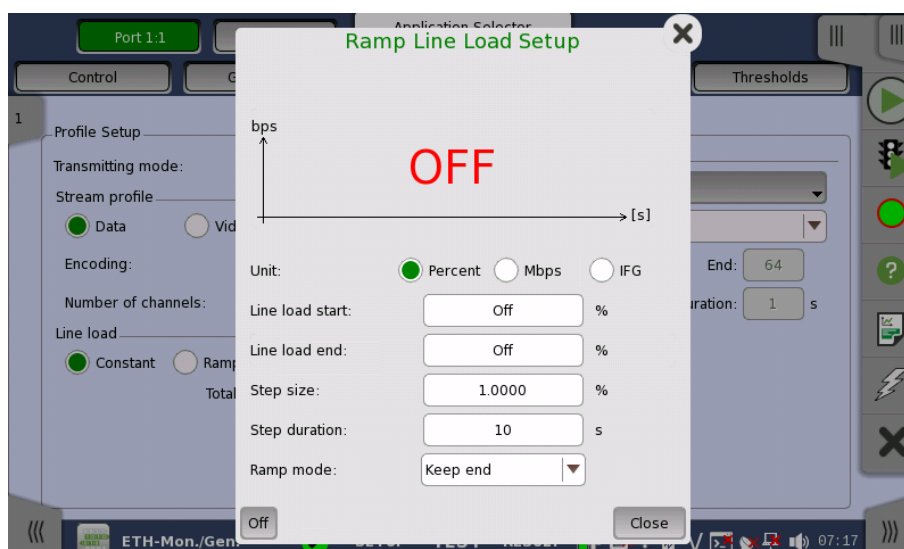 Port 1:1
Ramp Line Load Setup
Control
Thresholds
1
Profile Setup
bps
Transmitting mode:
OFF
Stream profile
[s]
Data
Encoding:
Unit:
Percent
Mbps
IFG
End:
64
Number of channels:
Line load start:
Off
%
1
s
Line load
Line load end:
Off
%
Constant
Ramp
Total
Step size:
1.0000
%
Step duration:
10
s
Ramp mode:
Keep end
Off
Close
ETH-Mon./Gen.
07:17